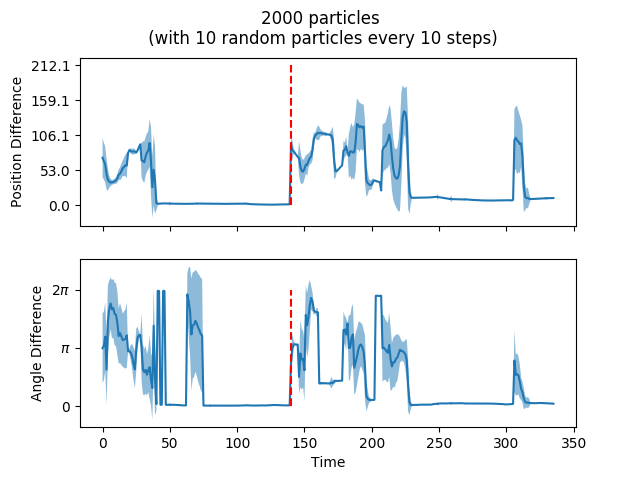 2000 particles
(with 10 random particles every 10 steps)
212.1
159.1
106.1
53.0
0.0
Position Difference
2π
π
0
Angle Difference
0 50 100 150 200 250 300 350
Time